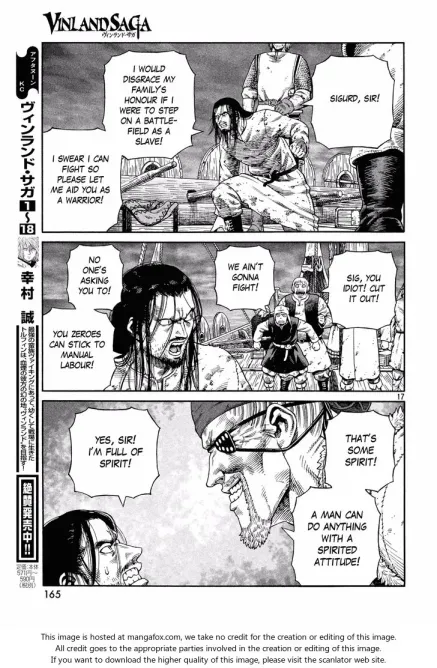 VINLAND SAGA
ヴィンランド・サガ
アフタヌーン
KC
ヴィンランド・サガ
1
〜
18
幸村 誠
絶賛発売中!!
SIGURD, SIR!
I WOULD
DISGRACE MY
FAMILY'S
HONOUR IF I
WERE TO STEP
ON A BATTLE-
FIELD AS A
SLAVE!
I SWEAR I CAN
FIGHT SO
PLEASE LET
ME AID YOU AS
A WARRIOR!
SIG, YOU
IDIOT! CUT
IT OUT!
WE AIN'T
GONNA
FIGHT!
NO
ONE'S
ASKING
YOU TO!
YOU ZEROES
CAN STICK TO
MANUAL
LABOUR!
17
THAT'S
SOME
SPIRIT!
YES, SIR!
I'M FULL OF
SPIRIT!
A MAN CAN
DO ANYTHING
WITH A
SPIRITED
ATTITUDE!
165
This image is hosted at mangafox.com, we take no credit for the creation or editing of this image.
All credit goes to the appropriate parties involved in the creation or editing of this image.
If you want to download the higher quality of this image, please visit the scanlator web site.